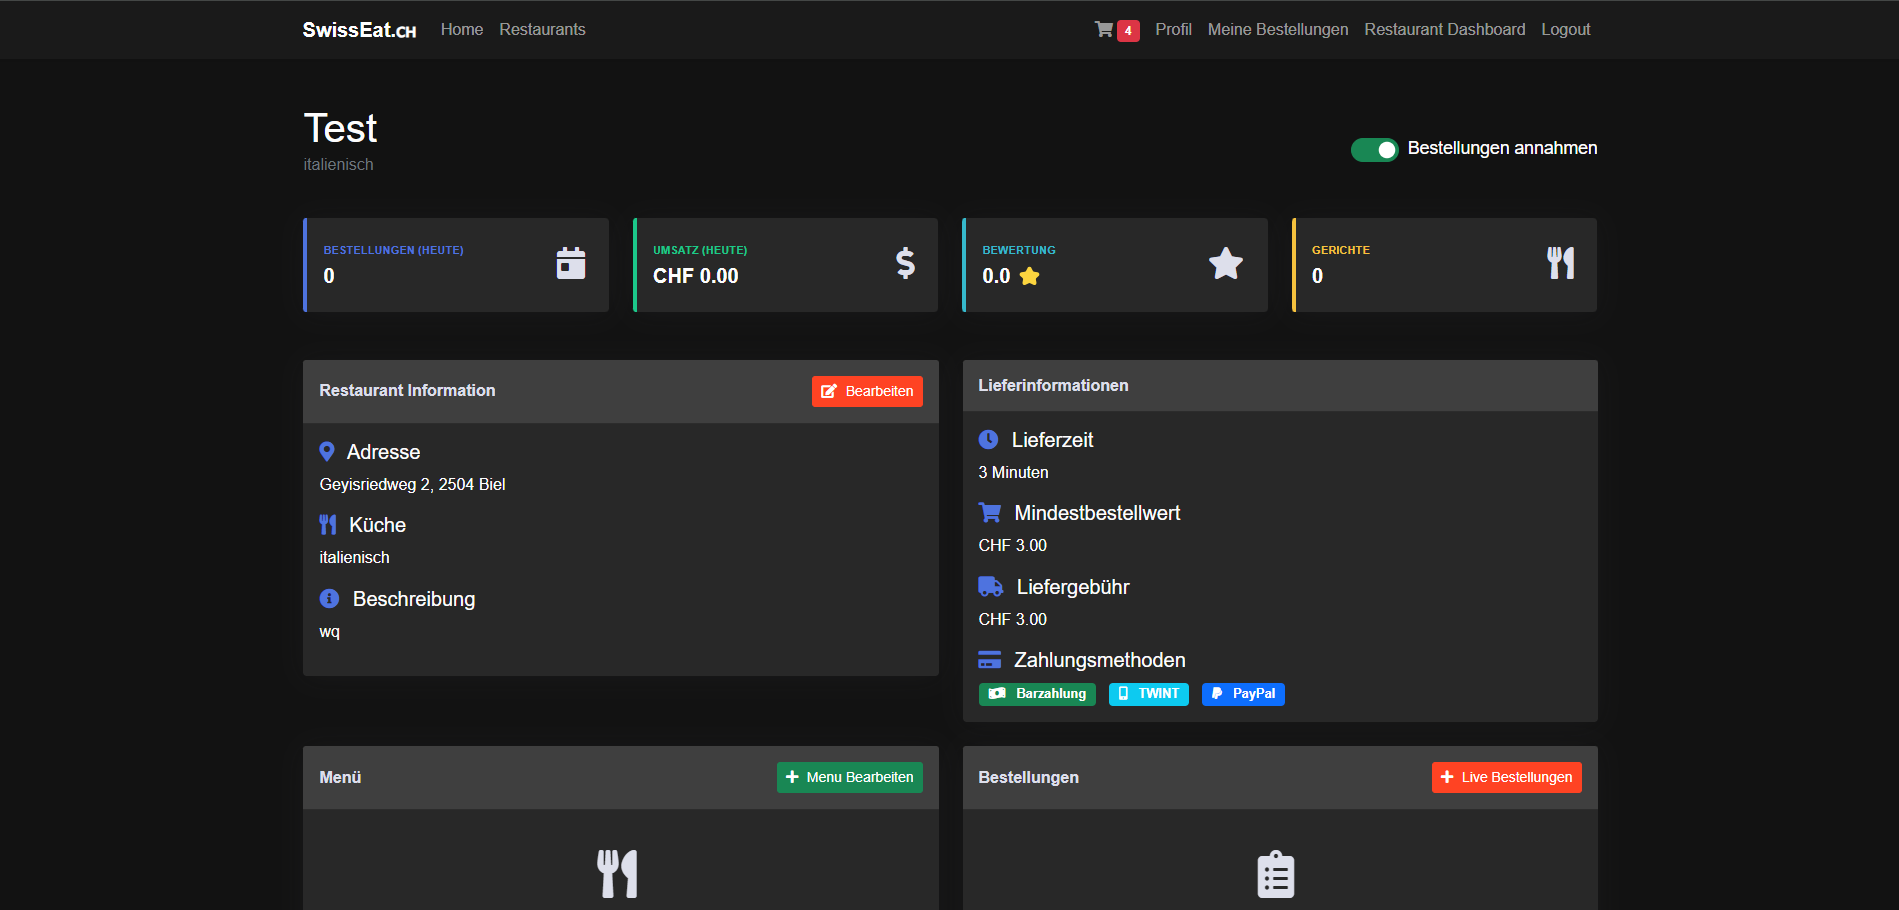 SwissEat.CH Home Restaurants 4 Profil Meine Bestellungen Restaurant Dashboard Logout
Test
italienisch
Bestellungen annahmen
BESTELLUNGEN (HEUTE)
0
UMSATZ (HEUTE)
CHF 0.00
BEWERTUNG
0.0
GERICHTE
0
Restaurant Information
Bearbeiten
Adresse
Geyisriedweg 2, 2504 Biel
Küche
italienisch
Beschreibung
wq
Lieferinformationen
Lieferzeit
3 Minuten
Mindestbestellwert
CHF 3.00
Liefergebühr
CHF 3.00
Zahlungsmethoden
Barzahlung TWINT PayPal
Menü
Menu Bearbeiten
Bestellungen
Live Bestellungen